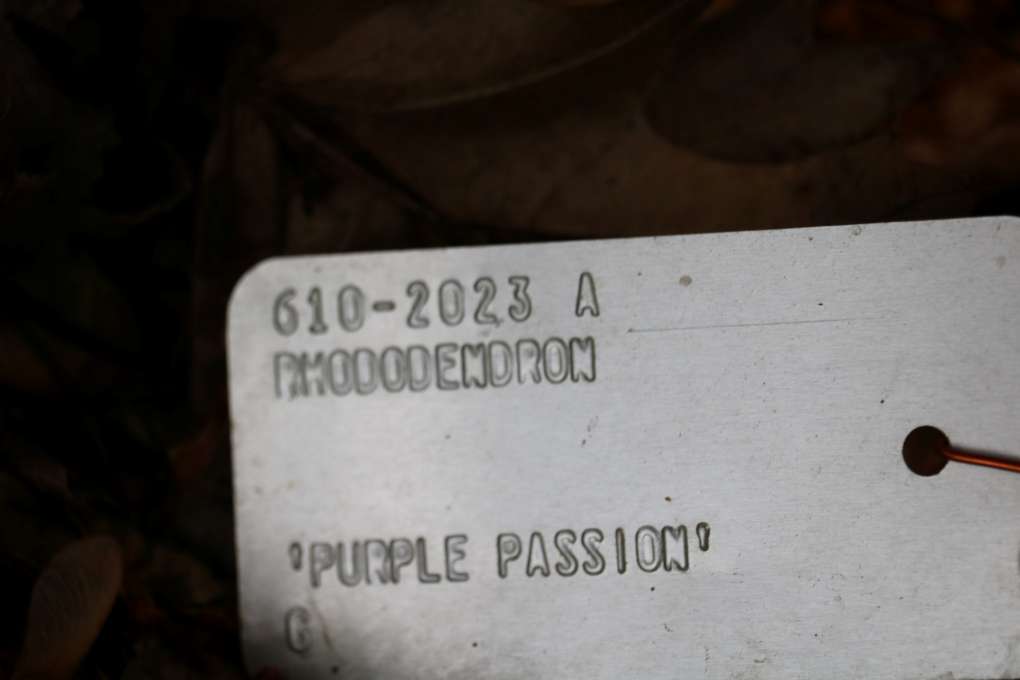 610-2023 A
RHODODENDRON
'PURPLE PASSION'
G